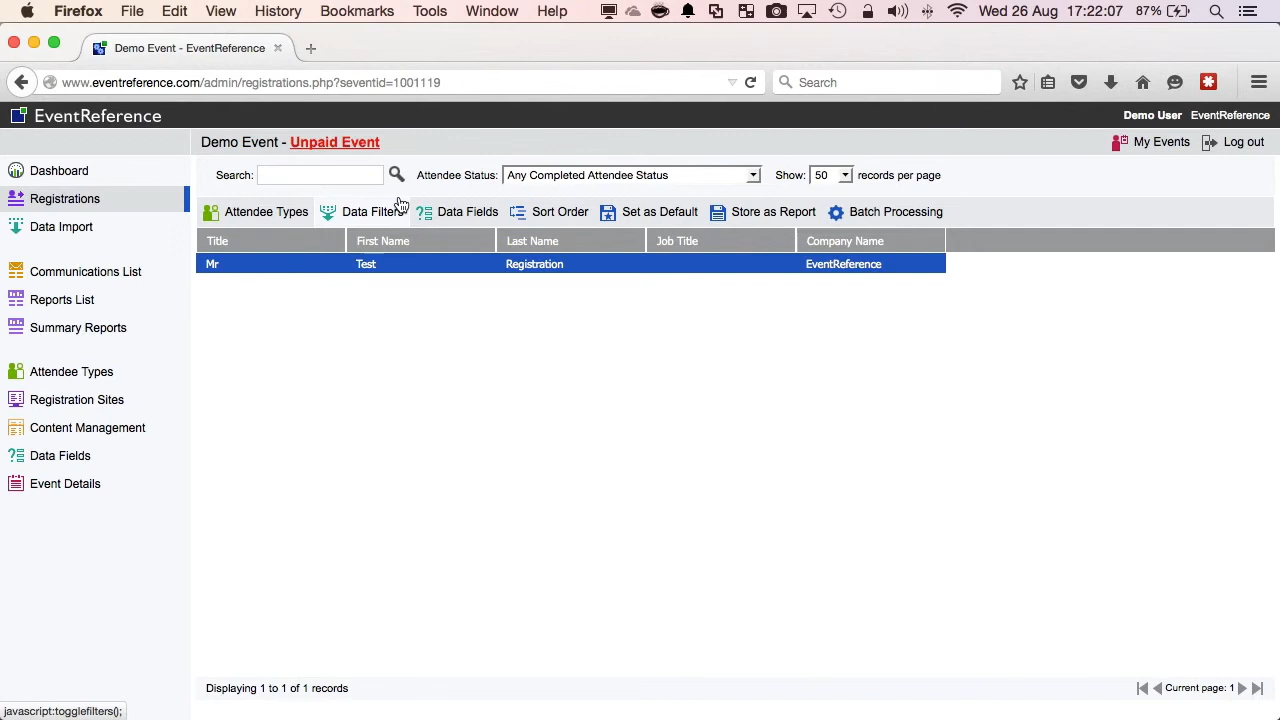 Firefox File Edit View History Bookmarks Tools Window Help Wed 26 Aug 17:22:07 87%
Demo Event - EventReference
www.eventreference.com/admin/registrations.php?seventid=1001119 Search
EventReference Demo User EventReference
Demo Event - Unpaid Event My Events Log out
Search: Attendee Status: Any Completed Attendee Status Show: 50 records per page
Attendee Types Data Filters Data Fields Sort Order Set as Default Store as Report Batch Processing
Title First Name Last Name Job Title Company Name
Mr Test Registration EventReference
Dashboard
Registrations
Data Import
Communications List
Reports List
Summary Reports
Attendee Types
Registration Sites
Content Management
Data Fields
Event Details
Displaying 1 to 1 of 1 records Current page: 1
javascript:togglefilters();